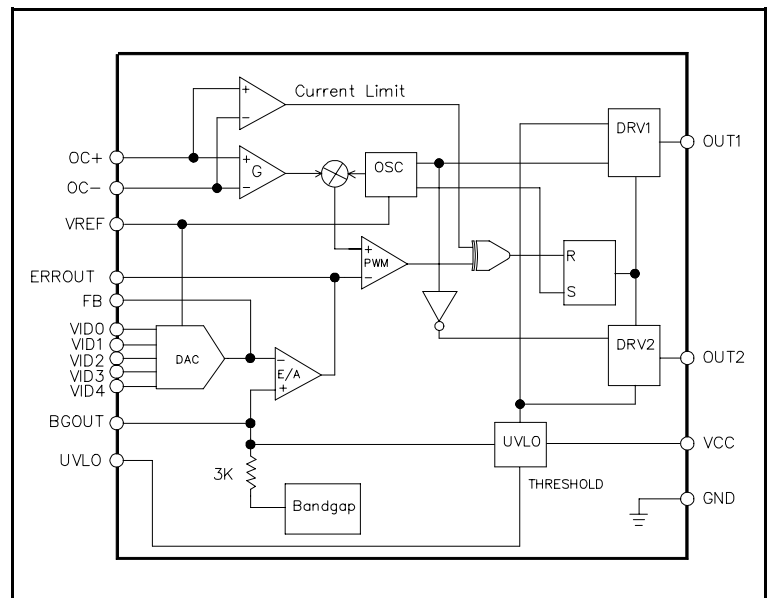 Current Limit
DRV1
OUT1
OC+
+
-
+
-
G
OSC
OC-
VREF
+
-
PWM
R
S
ERROUT
FB
VID0
VID1
VID2
VID3
VID4
DAC
-
+
E/A
DRV2
OUT2
BGOUT
UVLO
VCC
UVLO
3K
THRESHOLD
Bandgap
GND